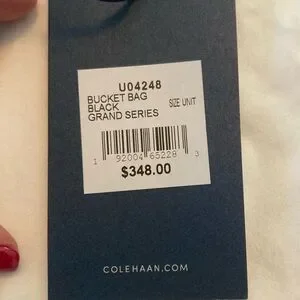 U04248
BUCKET BAG
BLACK SIZE UNIT
GRAND SERIES
1 92004 65228 3
$348.00
COLEHAAN.COM